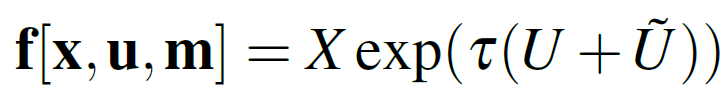 f[x,u,m] = X exp(τ(U + Ũ))